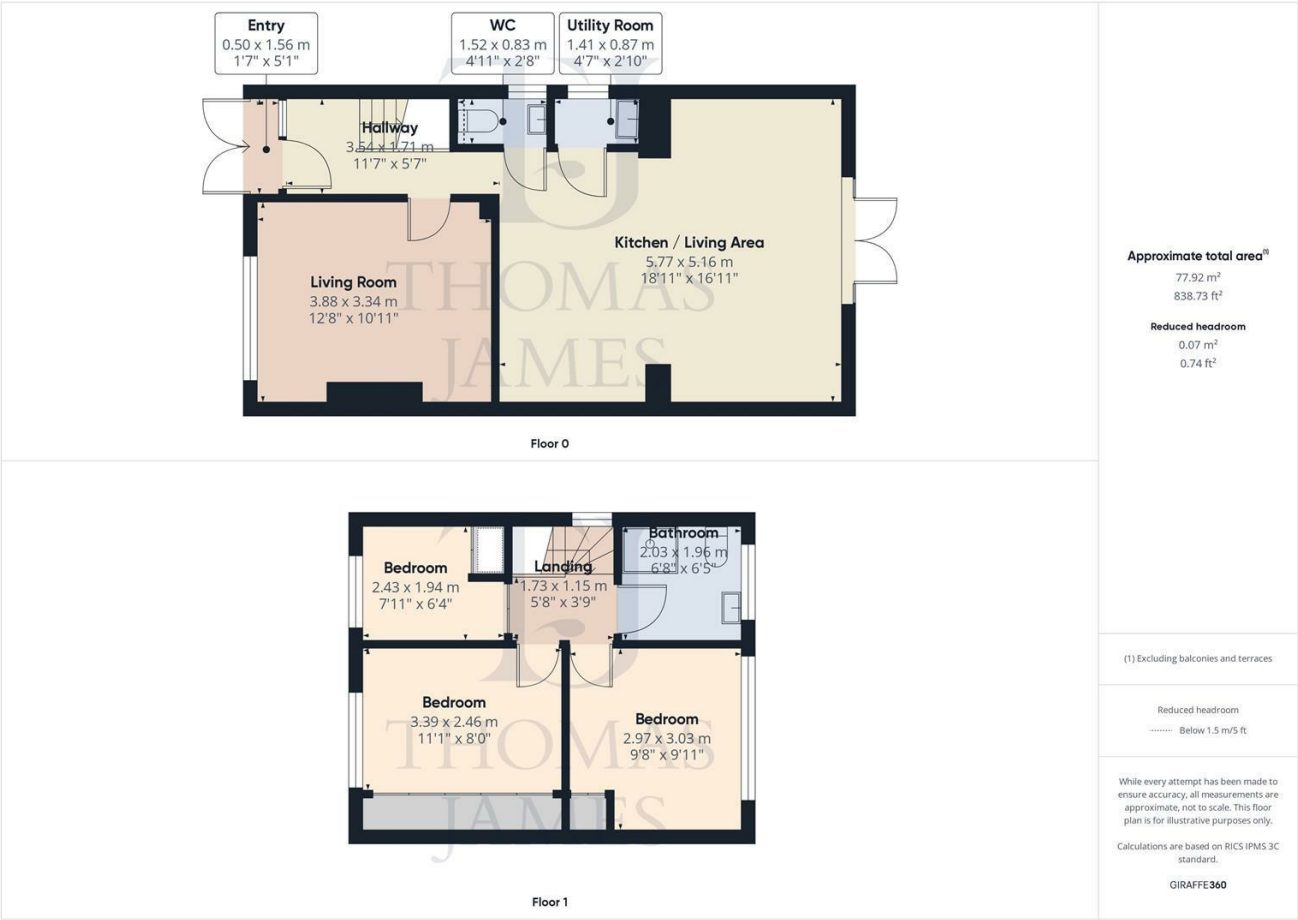 Entry
0.50 x 1.56 m
1'7" x 5'1"
WC
1.52 x 0.83 m
4'11" x 2'8"
Utility Room
1.41 x 0.87 m
4'7" x 2'10"
Hallway
3.54 x 1.71 m
11'7" x 5'7"
Kitchen / Living Area
5.77 x 5.16 m
18'11" x 16'11"
Living Room
3.88 x 3.34 m
12'8" x 10'11"
TJ
THOMAS
JAMES
Floor 0
Bedroom
2.43 x 1.94 m
7'11" x 6'4"
Landing
1.73 x 1.15 m
5'8" x 3'9"
Bathroom
2.03 x 1.96 m
6'8" x 6'5"
Bedroom
3.39 x 2.46 m
11'1" x 8'0"
Bedroom
2.97 x 3.03 m
9'8" x 9'11"
TJ
THOMAS
JAMES
Floor 1
Approximate total area(1)
77.92 m²
838.73 ft²
Reduced headroom
0.07 m²
0.74 ft²
(1) Excluding balconies and terraces
Reduced headroom
Below 1.5 m/5 ft
While every attempt has been made to
ensure accuracy, all measurements are
approximate, not to scale. This floor
plan is for illustrative purposes only.
Calculations are based on RICS IPMS 3C
standard.
GIRAFFE360